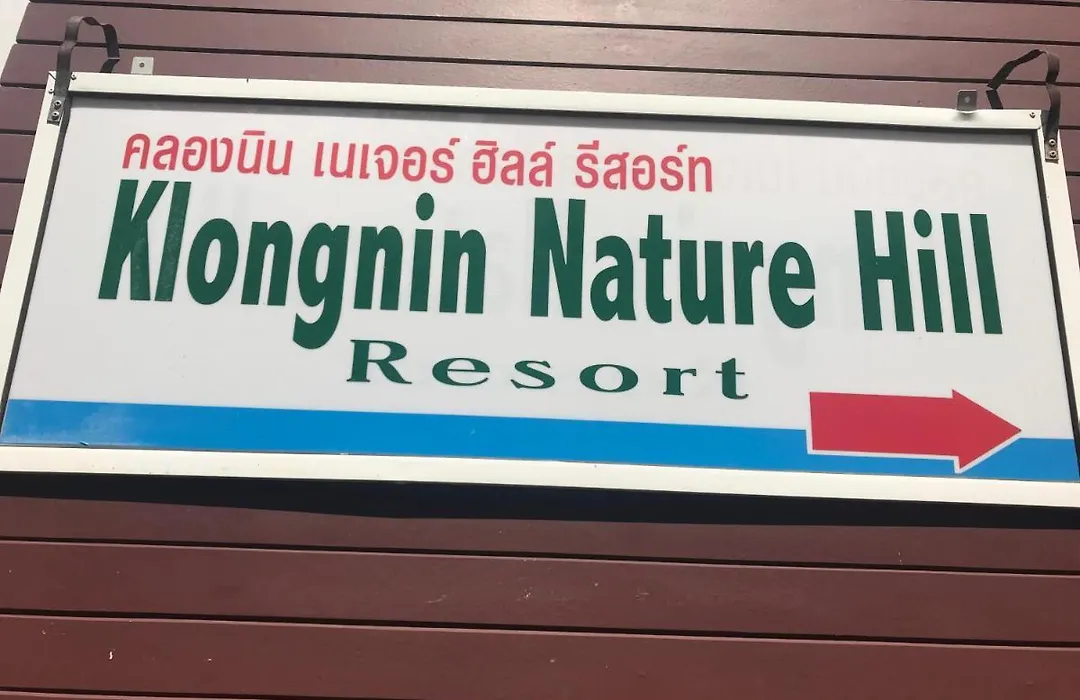 คลองนิน เนเจอร์ ฮิลล์ รีสอร์ท
Klongnin Nature Hill
Resort